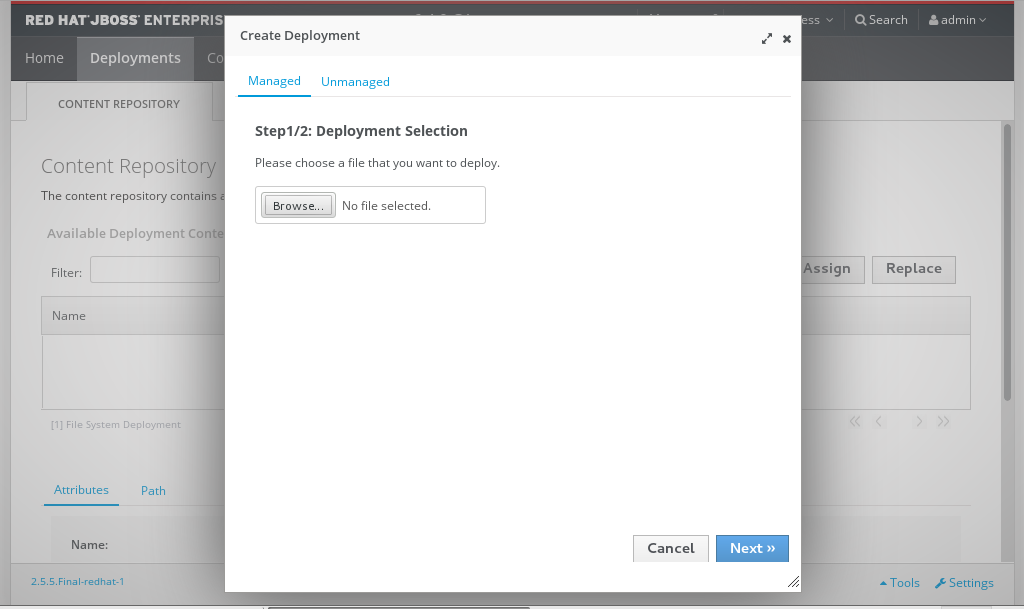 RED HAT JBOSS ENTERPRIS
ess
Search
admin
Home
Deployments
Co
CONTENT REPOSITORY
Content Repository
The content repository contains a
Available Deployment Conte
Filter:
Assign
Replace
Name
[1] File System Deployment
Attributes
Path
Name:
2.5.5.Final-redhat-1
Tools
Settings
Create Deployment
Managed
Unmanaged
Step1/2: Deployment Selection
Please choose a file that you want to deploy.
Browse...
No file selected.
Cancel
Next »